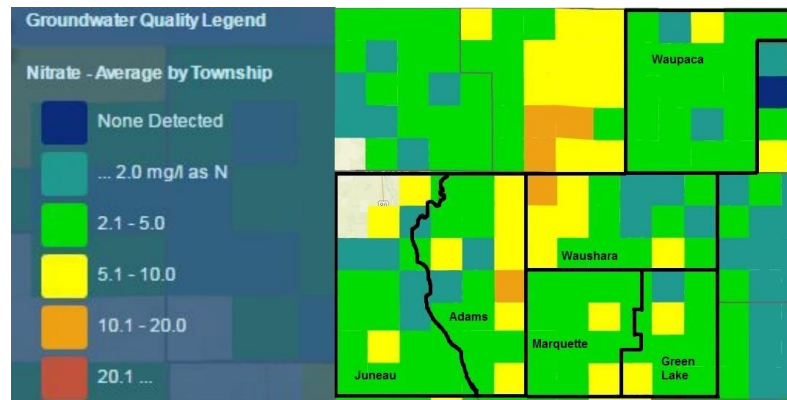 Groundwater Quality Legend
Nitrate - Average by Township
None Detected
... 2.0 mg/l as N
2.1 - 5.0
5.1 - 10.0
10.1 - 20.0
20.1 ...
Waupaca
Waushara
Adams
Marquette
Juneau
Green
Lake